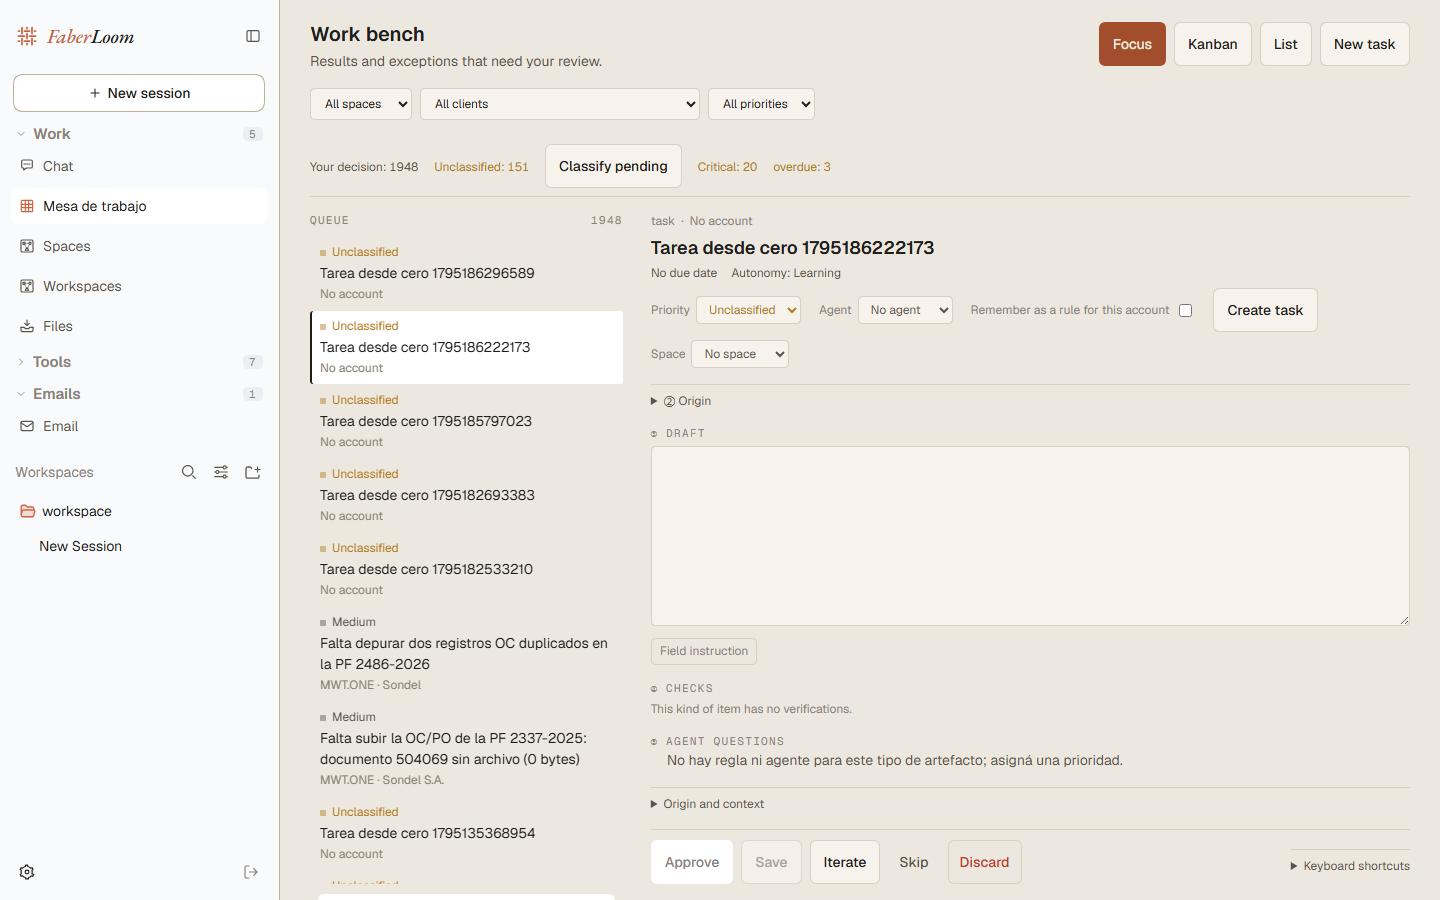 FaberLoom
New session
Work 5
Chat
Mesa de trabajo
Spaces
Workspaces
Files
Tools 7
Emails 1
Email
Workspaces
workspace
New Session
Work bench
Results and exceptions that need your review.
Focus
Kanban
List
New task
All spaces
All clients
All priorities
Your decision: 1948
Unclassified: 151
Classify pending
Critical: 20
overdue: 3
QUEUE 1948
Unclassified
Tarea desde cero 1795186296589
No account
Unclassified
Tarea desde cero 1795186222173
No account
Unclassified
Tarea desde cero 1795185797023
No account
Unclassified
Tarea desde cero 1795182693383
No account
Unclassified
Tarea desde cero 1795182533210
No account
Medium
Falta depurar dos registros OC duplicados en
la PF 2486-2026
MWT.ONE · Sondel
Medium
Falta subir la OC/PO de la PF 2337-2025:
documento 504069 sin archivo (0 bytes)
MWT.ONE · Sondel S.A.
Unclassified
Tarea desde cero 1795135368954
No account
task · No account
Tarea desde cero 1795186222173
No due date Autonomy: Learning
Priority Unclassified Agent No agent Remember as a rule for this account Create task
Space No space
② Origin
DRAFT
Field instruction
CHECKS
This kind of item has no verifications.
AGENT QUESTIONS
No hay regla ni agente para este tipo de artefacto; asigná una prioridad.
Origin and context
Approve
Save
Iterate
Skip
Discard
Keyboard shortcuts